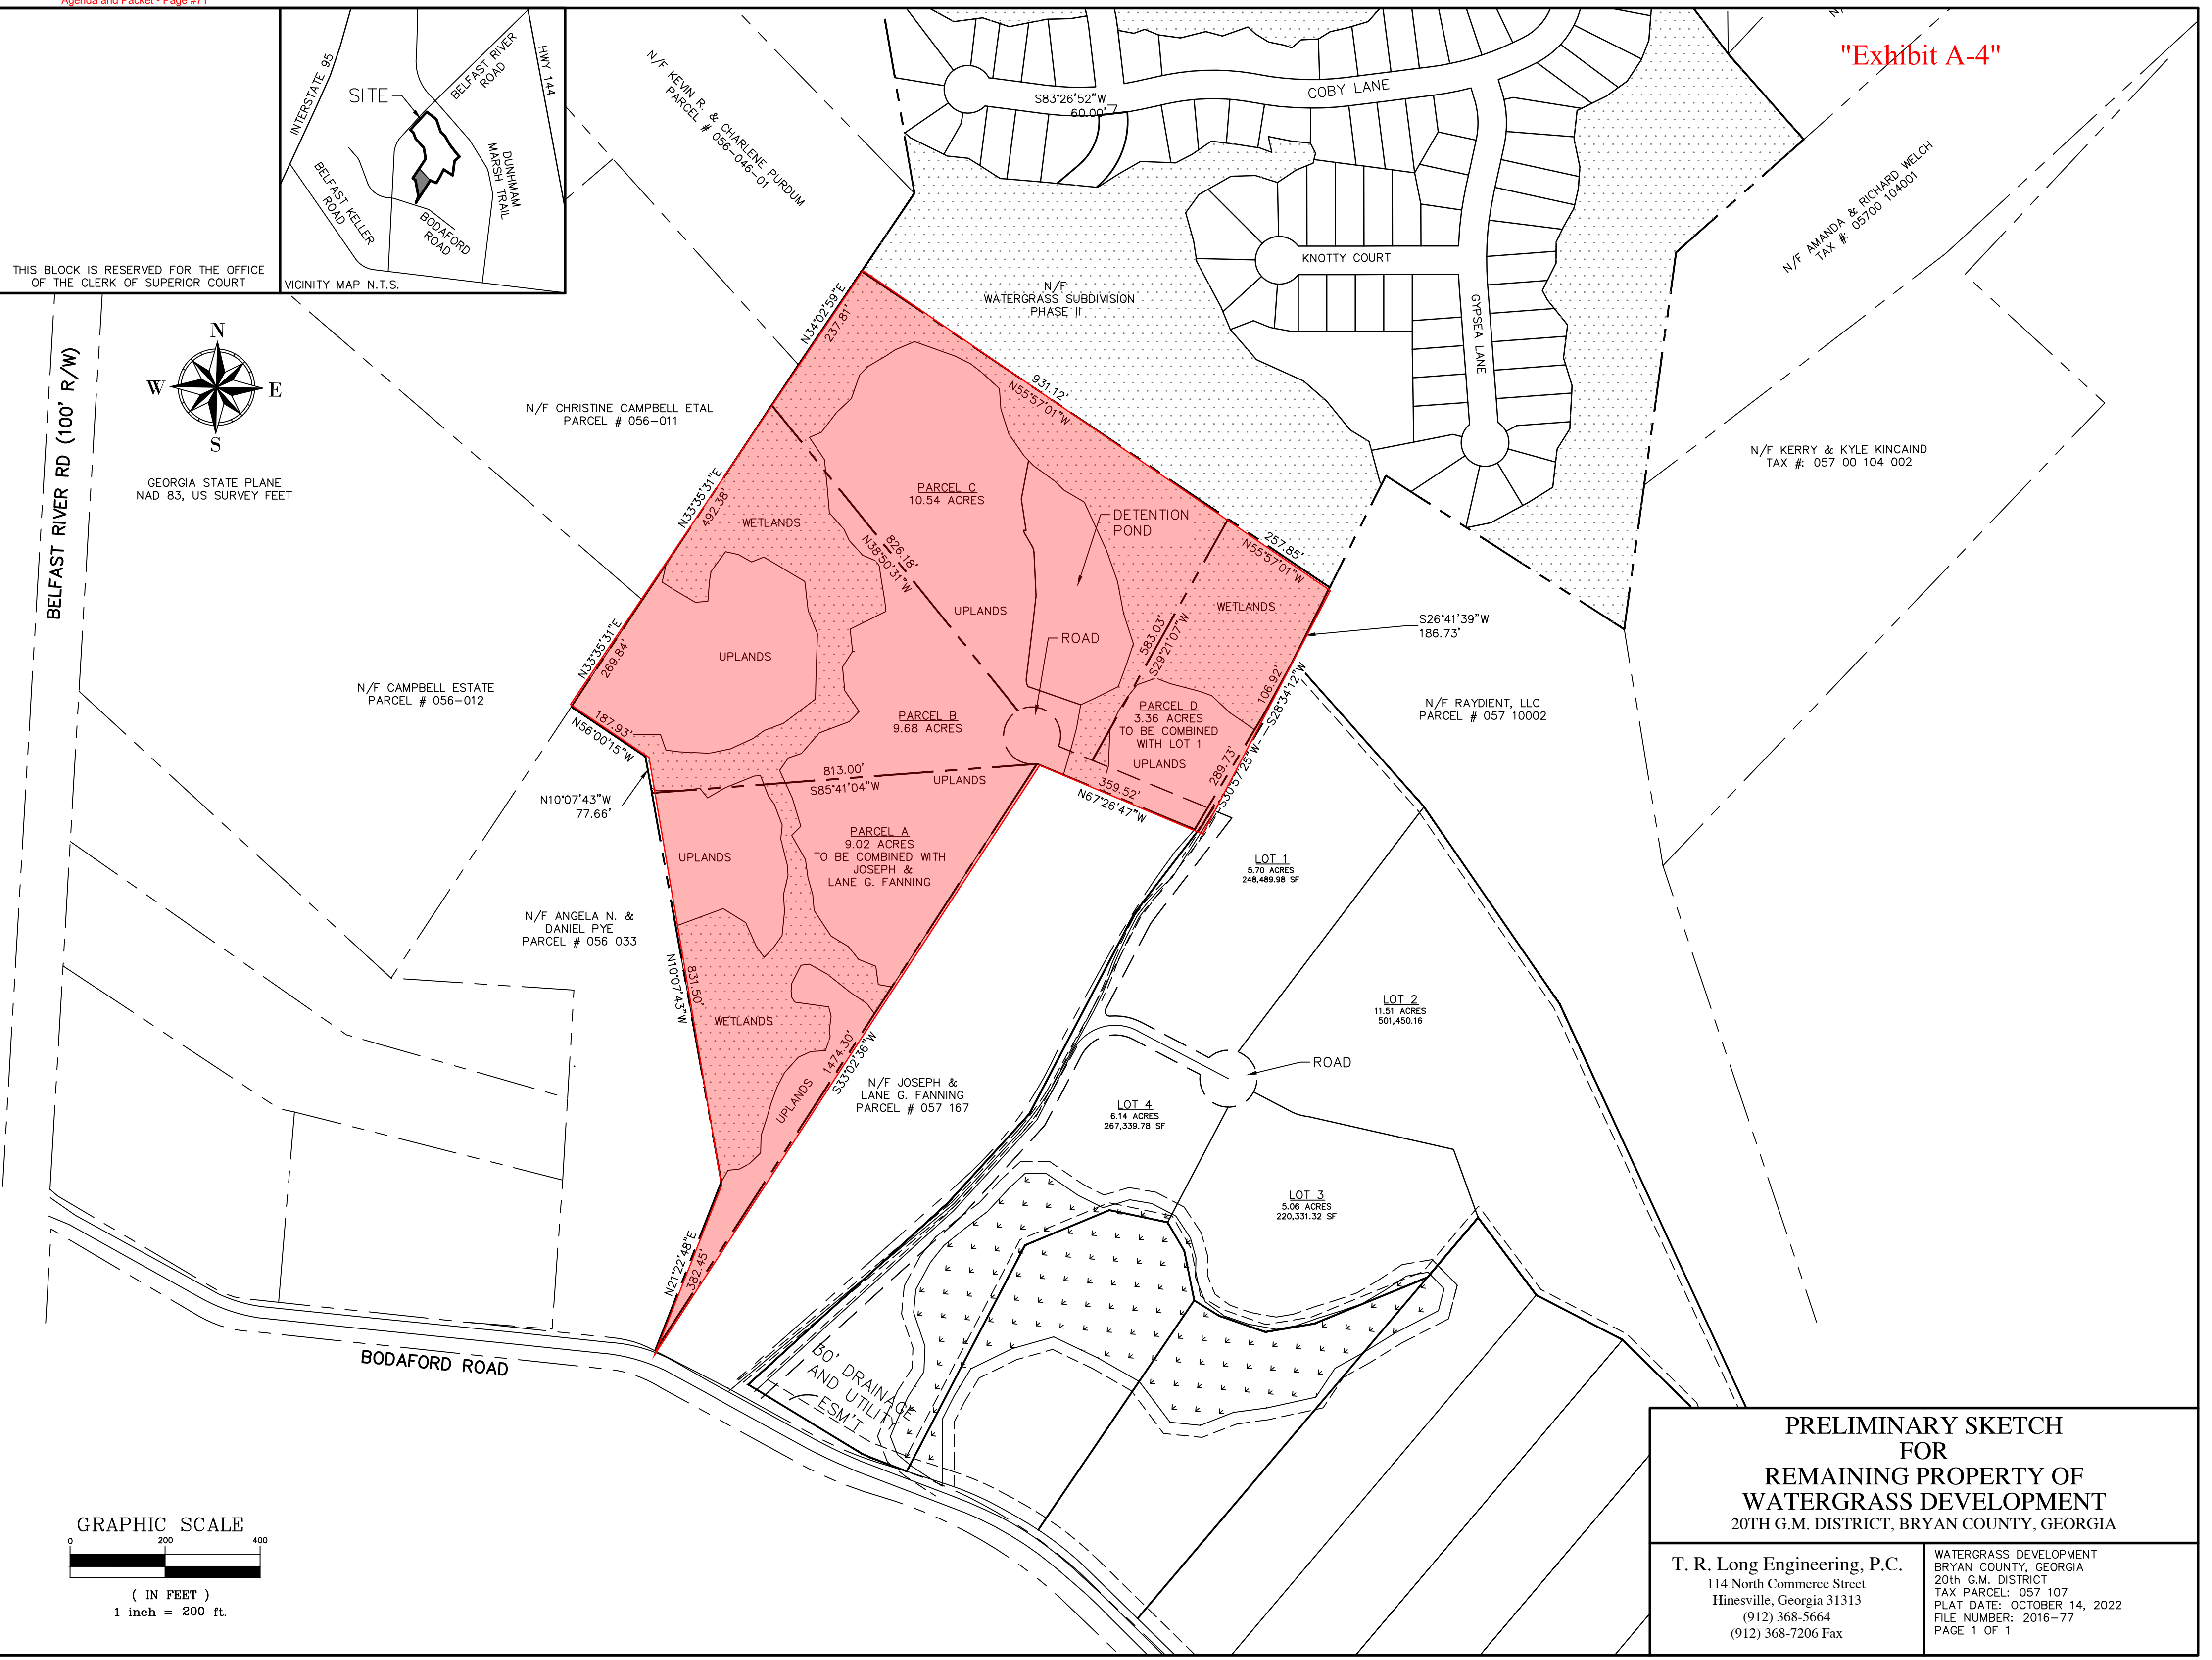 Agenda and Packet - Page #71
"Exhibit A-4"
INTERSTATE 95
SITE
BELFAST RIVER
ROAD
HWY 144
BELFAST KELLER
ROAD
BODAFORD
ROAD
DUNHMAM
MARSH TRAIL
VICINITY MAP N.T.S.
THIS BLOCK IS RESERVED FOR THE OFFICE
OF THE CLERK OF SUPERIOR COURT
N
W E
S
GEORGIA STATE PLANE
NAD 83, US SURVEY FEET
BELFAST RIVER RD (100' R/W)
N/F KEVIN R. & CHARLENE PURDUM
PARCEL # 056-046-01
S83°26'52"W
60.00'
COBY LANE
KNOTTY COURT
GYPSEA LANE
N/F
WATERGRASS SUBDIVISION
PHASE II
N/F AMANDA & RICHARD WELCH
TAX #: 05700 104001
N/F KERRY & KYLE KINCAIND
TAX #: 057 00 104 002
N/F CHRISTINE CAMPBELL ETAL
PARCEL # 056-011
N34°02'59"E
237.81'
931.12'
N55°57'01"W
N33°35'31"E
492.38'
WETLANDS
PARCEL C
10.54 ACRES
826.18'
N38°50'31"W
DETENTION
POND
257.85'
N55°57'01"W
UPLANDS
WETLANDS
ROAD
583.03'
S29°21'07"W
S26°41'39"W
186.73'
N33°35'31"E
269.84'
UPLANDS
N/F CAMPBELL ESTATE
PARCEL # 056-012
187.93'
N56°00'15"W
PARCEL B
9.68 ACRES
PARCEL D
3.36 ACRES
TO BE COMBINED
WITH LOT 1
UPLANDS
106.92'
S28°34'12"W
289.73'
S30°57'25"W
N/F RAYDIENT, LLC
PARCEL # 057 10002
N10°07'43"W
77.66'
813.00'
S85°41'04"W
UPLANDS
359.52'
N67°26'47"W
UPLANDS
PARCEL A
9.02 ACRES
TO BE COMBINED WITH
JOSEPH &
LANE G. FANNING
N/F ANGELA N. &
DANIEL PYE
PARCEL # 056 033
N10°07'43"W
831.50'
WETLANDS
UPLANDS
1474.30'
S33°02'36"W
N/F JOSEPH &
LANE G. FANNING
PARCEL # 057 167
N21°22'48"E
382.45'
LOT 1
5.70 ACRES
248,489.98 SF
LOT 2
11.51 ACRES
501,450.16
ROAD
LOT 4
6.14 ACRES
267,339.78 SF
LOT 3
5.06 ACRES
220,331.32 SF
30' DRAINAGE
AND UTILITY
ESM'T
BODAFORD ROAD
GRAPHIC SCALE
0 200 400
( IN FEET )
1 inch = 200 ft.
PRELIMINARY SKETCH
FOR
REMAINING PROPERTY OF
WATERGRASS DEVELOPMENT
20TH G.M. DISTRICT, BRYAN COUNTY, GEORGIA
T. R. Long Engineering, P.C.
114 North Commerce Street
Hinesville, Georgia 31313
(912) 368-5664
(912) 368-7206 Fax
WATERGRASS DEVELOPMENT
BRYAN COUNTY, GEORGIA
20th G.M. DISTRICT
TAX PARCEL: 057 107
PLAT DATE: OCTOBER 14, 2022
FILE NUMBER: 2016-77
PAGE 1 OF 1